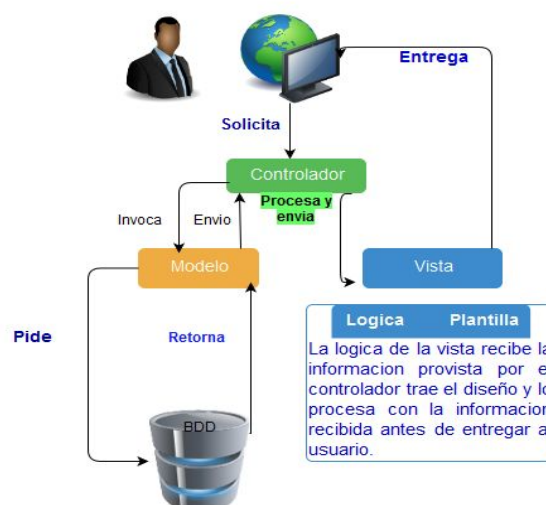 Entrega
Solicita
Controlador
Procesa y
envia
Invoca
Envio
Modelo
Vista
Pide
Retorna
Logica
Plantilla
La logica de la vista recibe la
informacion provista por e
controlador trae el diseño y lo
procesa con la informacion
recibida antes de entregar a
usuario.
BDD